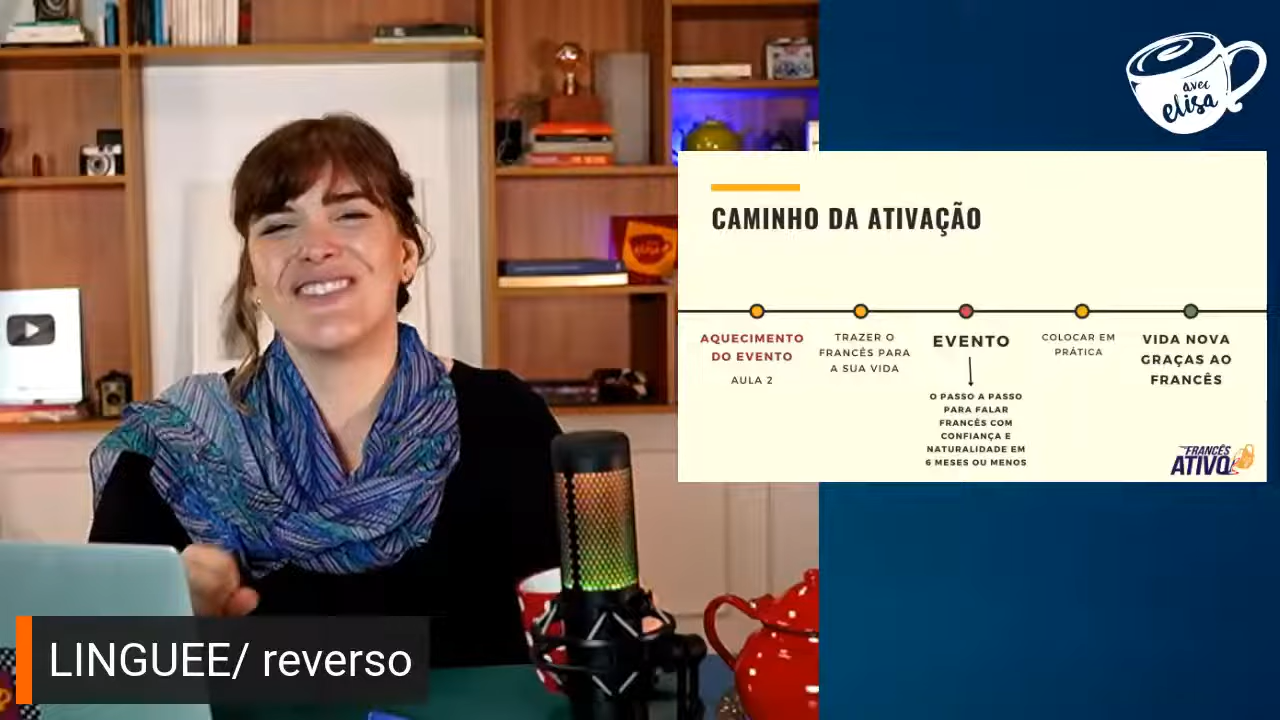 avec
elisa
CAMINHO DA ATIVAÇÃO
AQUECIMENTO
DO EVENTO
AULA 2
TRAZER O
FRANCÊS PARA
A SUA VIDA
EVENTO
O PASSO A PASSO
PARA FALAR
FRANCÊS COM
CONFIANÇA E
NATURALIDADE EM
6 MESES OU MENOS
COLOCAR EM
PRÁTICA
VIDA NOVA
GRAÇAS AO
FRANCÊS
FRANCÊS
ATIVO
LINGUEE/ reverso